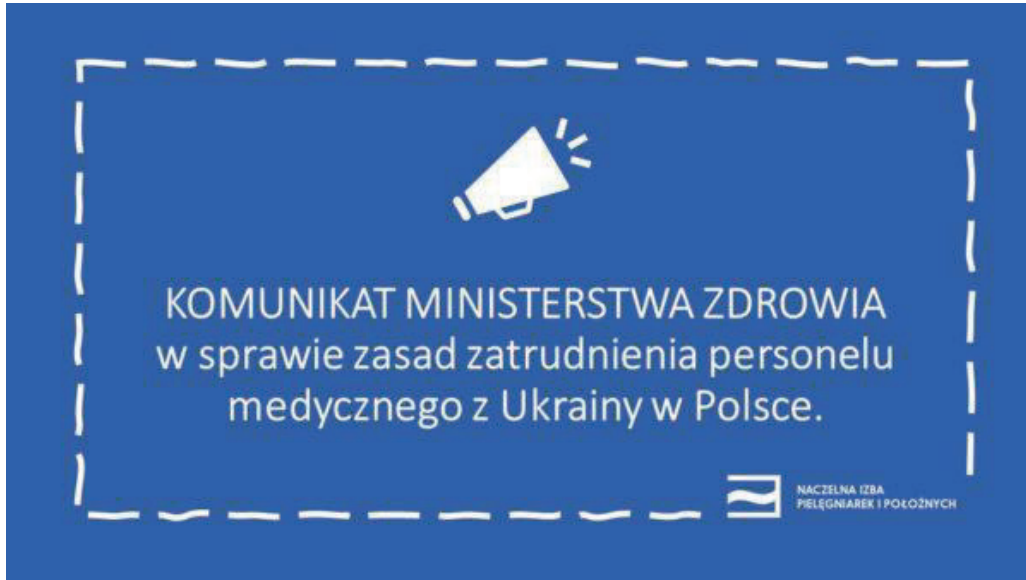 KOMUNIKAT MINISTERSTWA ZDROWIA
w sprawie zasad zatrudnienia personelu
medycznego z Ukrainy w Polsce.
NACZELNA IZBA
PIELĘGNIAREK I POŁOŻNYCH